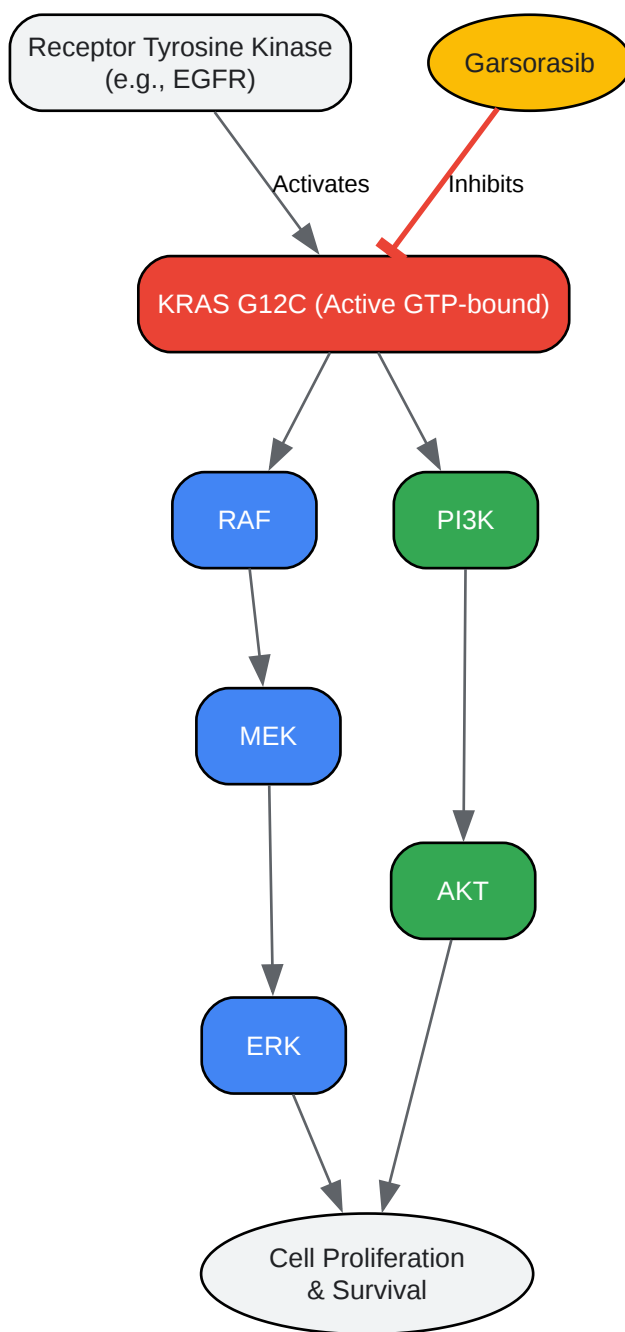 Receptor Tyrosine Kinase
(e.g., EGFR)
Garsorasib
Activates
Inhibits
KRAS G12C (Active GTP-bound)
RAF
PI3K
MEK
AKT
ERK
Cell Proliferation
& Survival